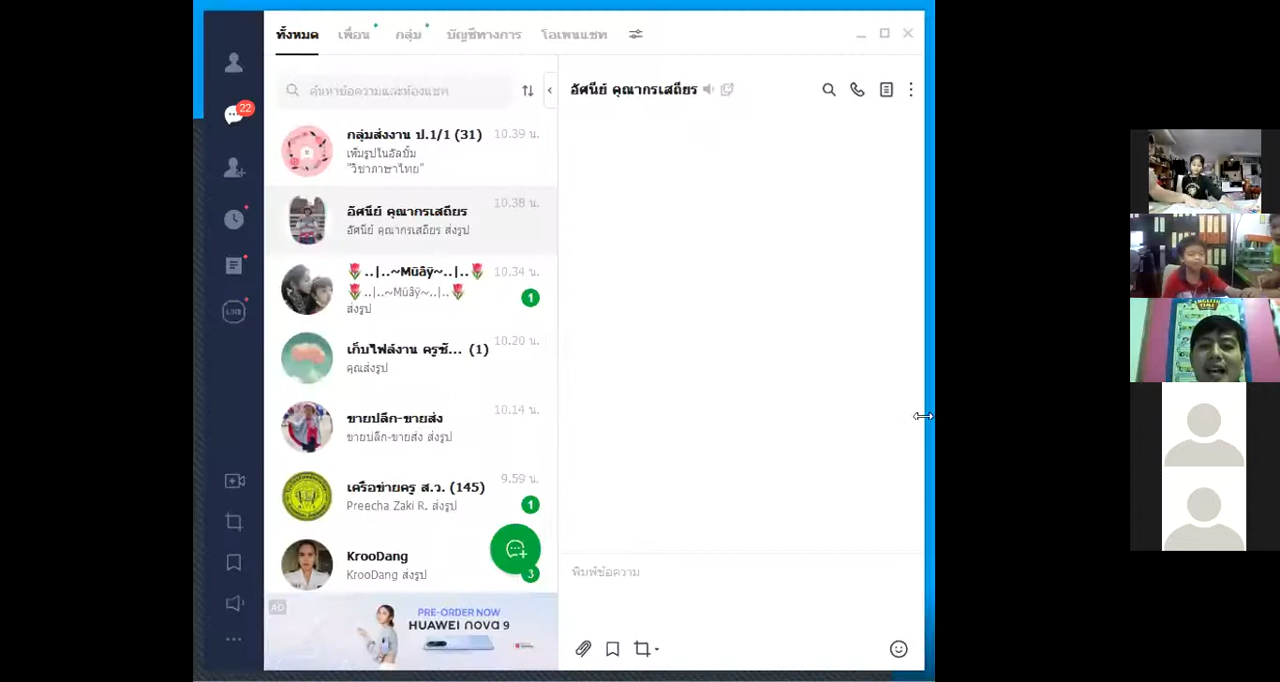 ทั้งหมด เพื่อน กลุ่ม บัญชีทางการ โอเพนแชท
ค้นหาข้อความและห้องแชท
22
กลุ่มส่งงาน ป.1/1 (31) 10.39 น.
เพิ่มรูปในอัลบั้ม
"วิชาภาษาไทย"
อัศนีย์ คุณากรเสถียร 10.38 น.
อัศนีย์ คุณากรเสถียร ส่งรูป
..|..~Müâÿ~..|.. 10.34 น.
..|..~Müâÿ~..|.. 1
ส่งรูป
เก็บไฟล์งาน ครูซั... (1) 10.20 น.
คุณส่งรูป
ขายปลีก-ขายส่ง 10.14 น.
ขายปลีก-ขายส่ง ส่งรูป
เครือข่ายครู ส.ว. (145) 9.59 น.
Preecha Zaki R. ส่งรูป 1
KrooDang
KrooDang ส่งรูป 3
AD
PRE-ORDER NOW
HUAWEI nova 9
อัศนีย์ คุณากรเสถียร
พิมพ์ข้อความ
ENGLISH
TIME